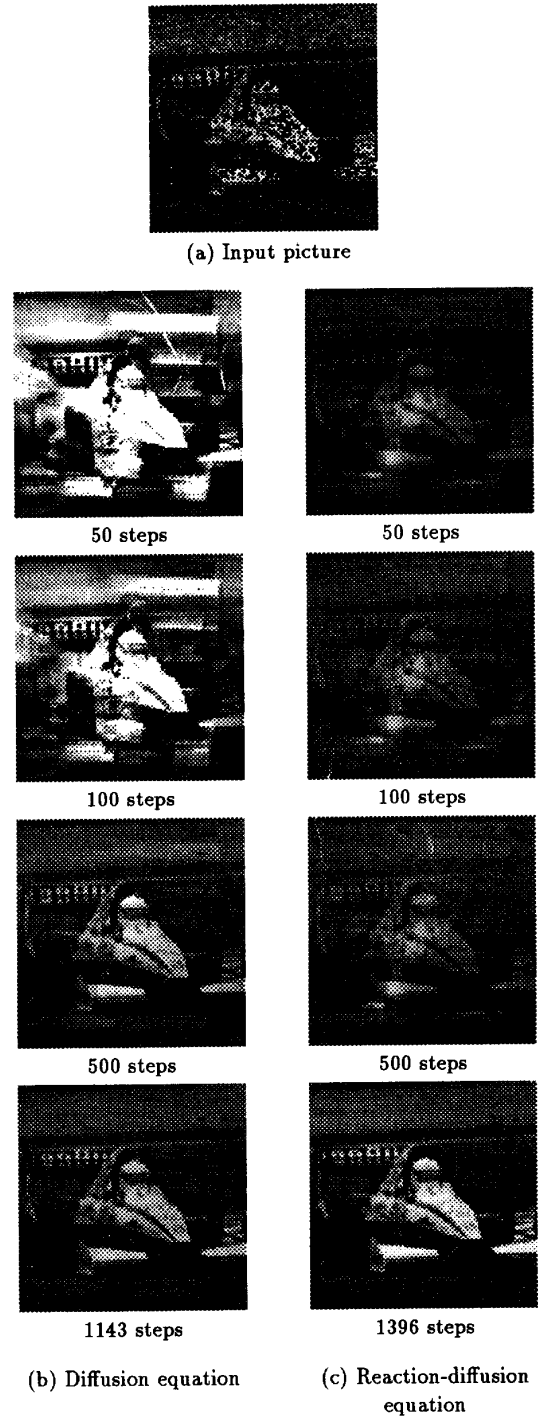 (a) Input picture
50 steps
50 steps
100 steps
100 steps
500 steps
500 steps
1143 steps
1396 steps
(b) Diffusion equation
(c) Reaction-diffusion
equation